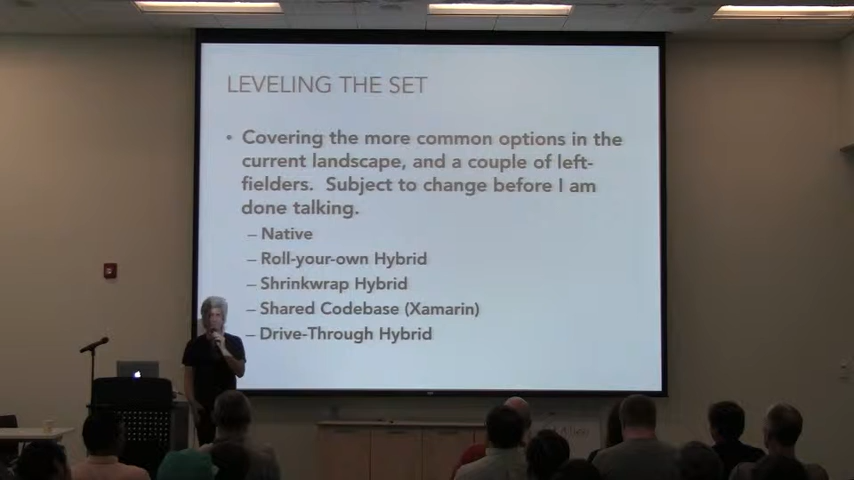 LEVELING THE SET
• Covering the more common options in the
current landscape, and a couple of left-
fielders. Subject to change before I am
done talking.
– Native
– Roll-your-own Hybrid
– Shrinkwrap Hybrid
– Shared Codebase (Xamarin)
– Drive-Through Hybrid